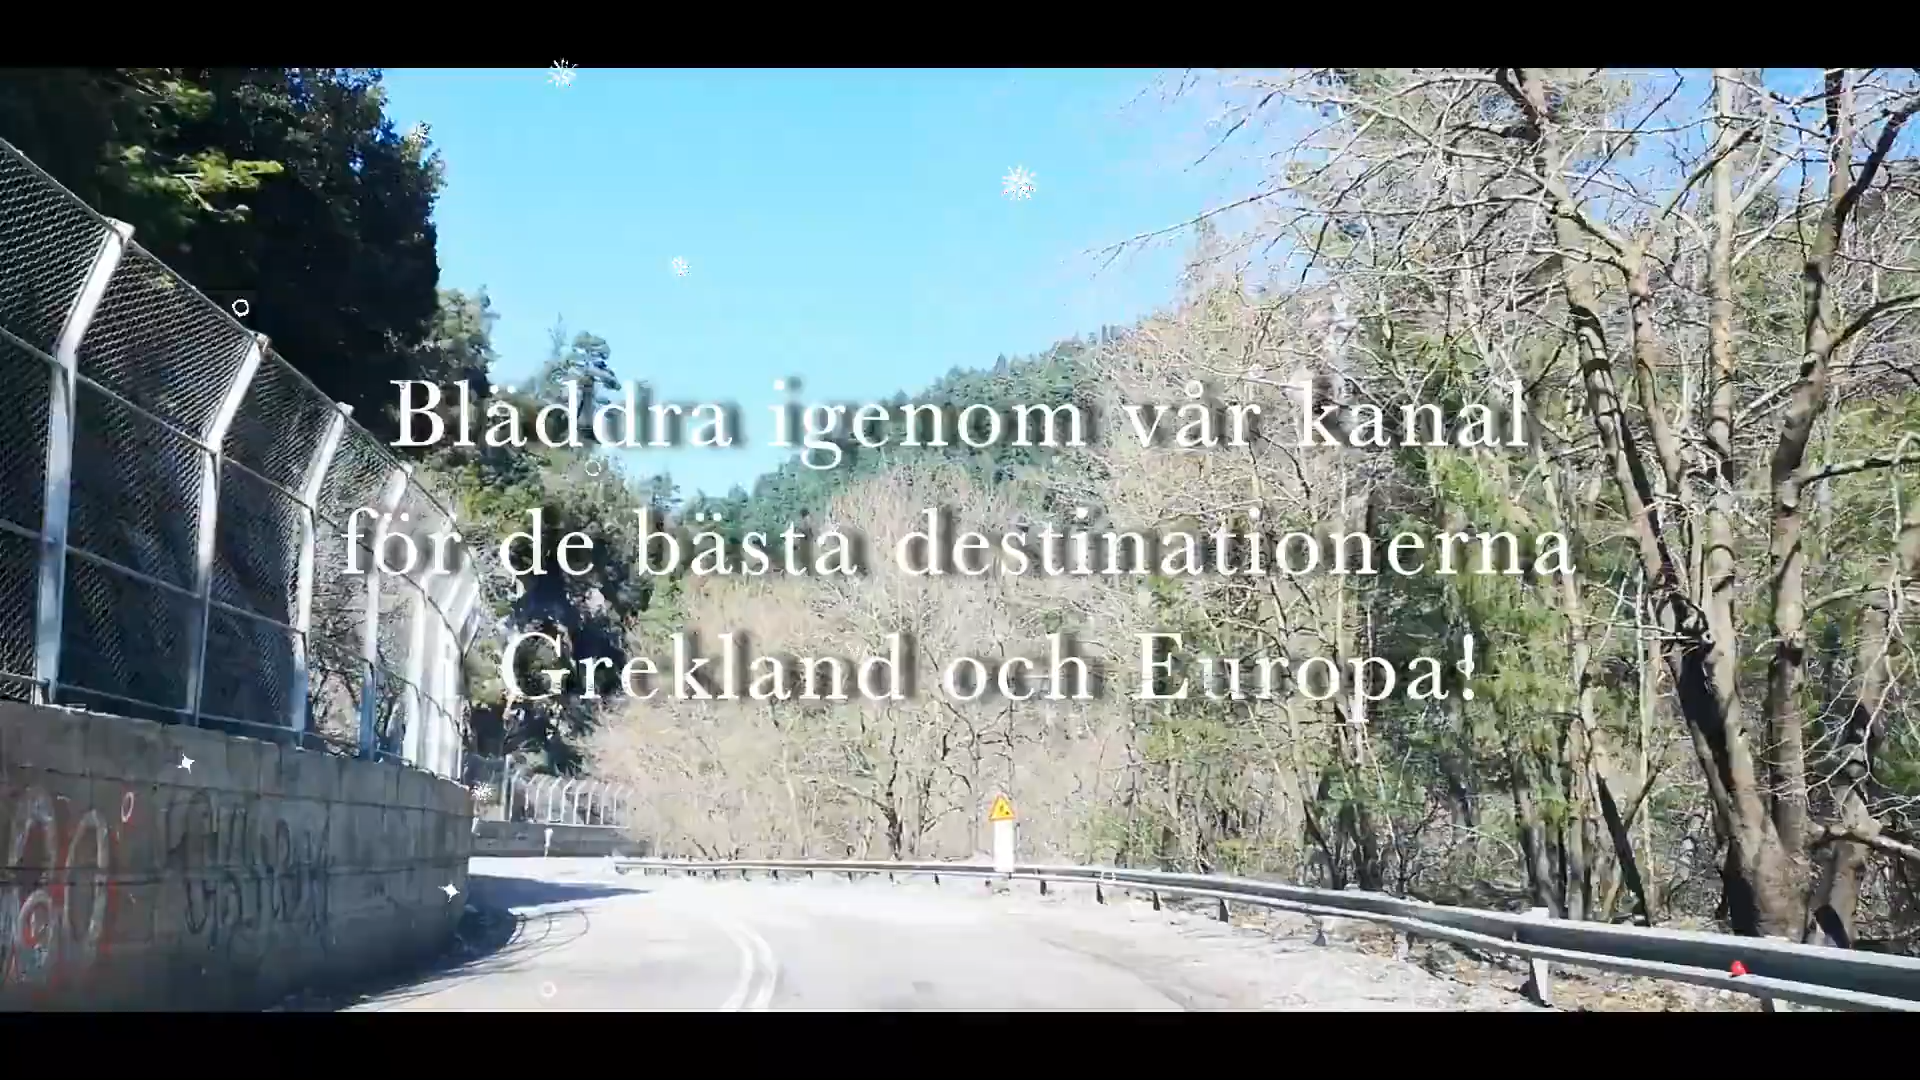 Bläddra igenom vår kanal
för de bästa destinationerna
i Grekland och Europa!